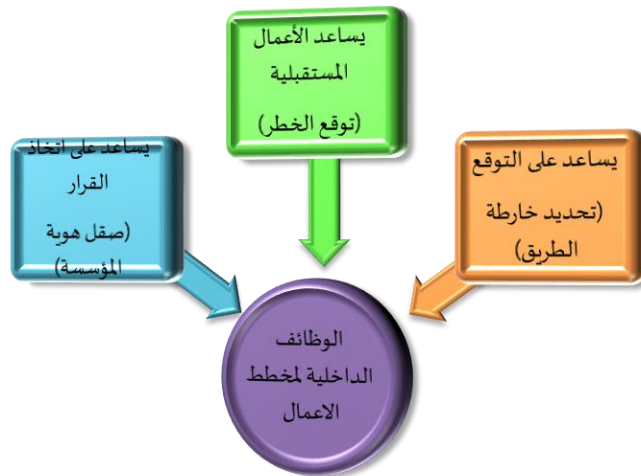 يساعد الأعمال
المستقبلية
(توقع الخطر)
يساعد على التوقع
(تحديد خارطة
الطريق)
يساعد على اتخاذ
القرار
(صقل هوية
المؤسسة)
الوظائف
الداخلية لمخطط
الاعمال